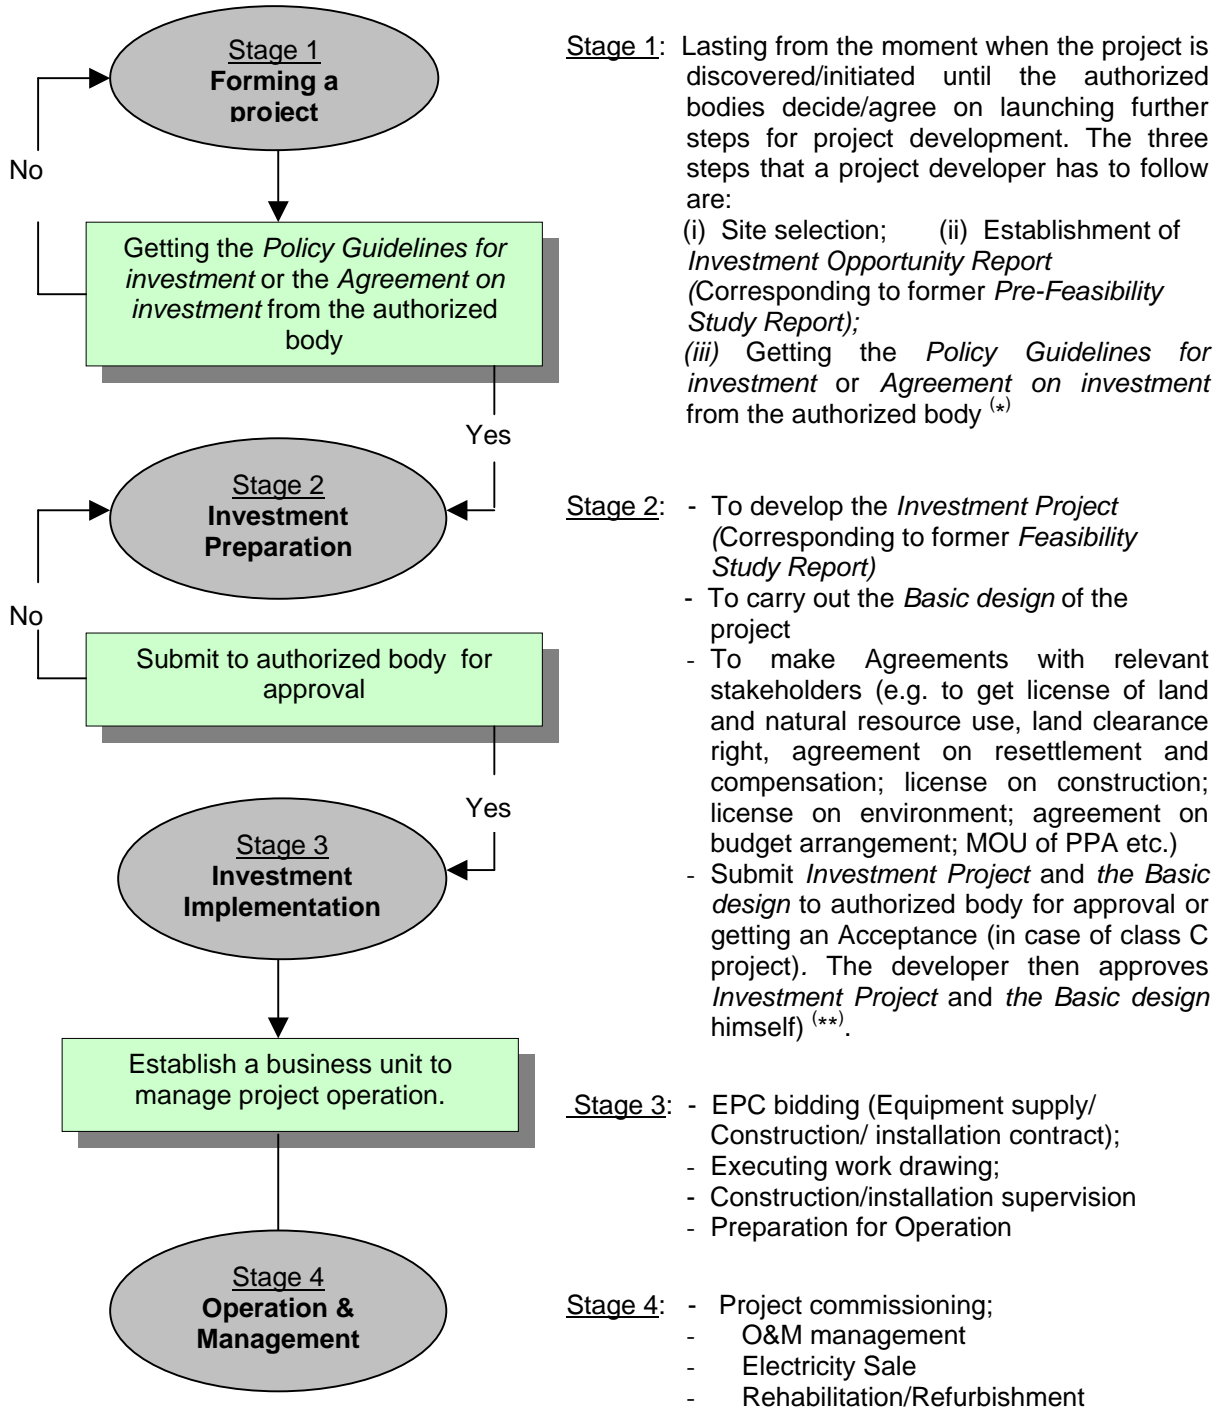 Stage 1
Forming a
project
No
Getting the Policy Guidelines for
investment or the Agreement on
investment from the authorized
body
Yes
Stage 2
Investment
Preparation
No
Submit to authorized body for
approval
Yes
Stage 3
Investment
Implementation
Establish a business unit to
manage project operation.
Stage 4
Operation &
Management
Stage 1: Lasting from the moment when the project is
discovered/initiated until the authorized
bodies decide/agree on launching further
steps for project development. The three
steps that a project developer has to follow
are:
(i) Site selection; (ii) Establishment of
Investment Opportunity Report
(Corresponding to former Pre-Feasibility
Study Report);
(iii) Getting the Policy Guidelines for
investment or Agreement on investment
from the authorized body (*)
Stage 2: - To develop the Investment Project
(Corresponding to former Feasibility
Study Report)
- To carry out the Basic design of the
project
- To make Agreements with relevant
stakeholders (e.g. to get license of land
and natural resource use, land clearance
right, agreement on resettlement and
compensation; license on construction;
license on environment; agreement on
budget arrangement; MOU of PPA etc.)
- Submit Investment Project and the Basic
design to authorized body for approval or
getting an Acceptance (in case of class C
project). The developer then approves
Investment Project and the Basic design
himself) (**).
Stage 3: - EPC bidding (Equipment supply/
Construction/ installation contract);
- Executing work drawing;
- Construction/installation supervision
- Preparation for Operation
Stage 4: - Project commissioning;
- O&M management
- Electricity Sale
- Rehabilitation/Refurbishment